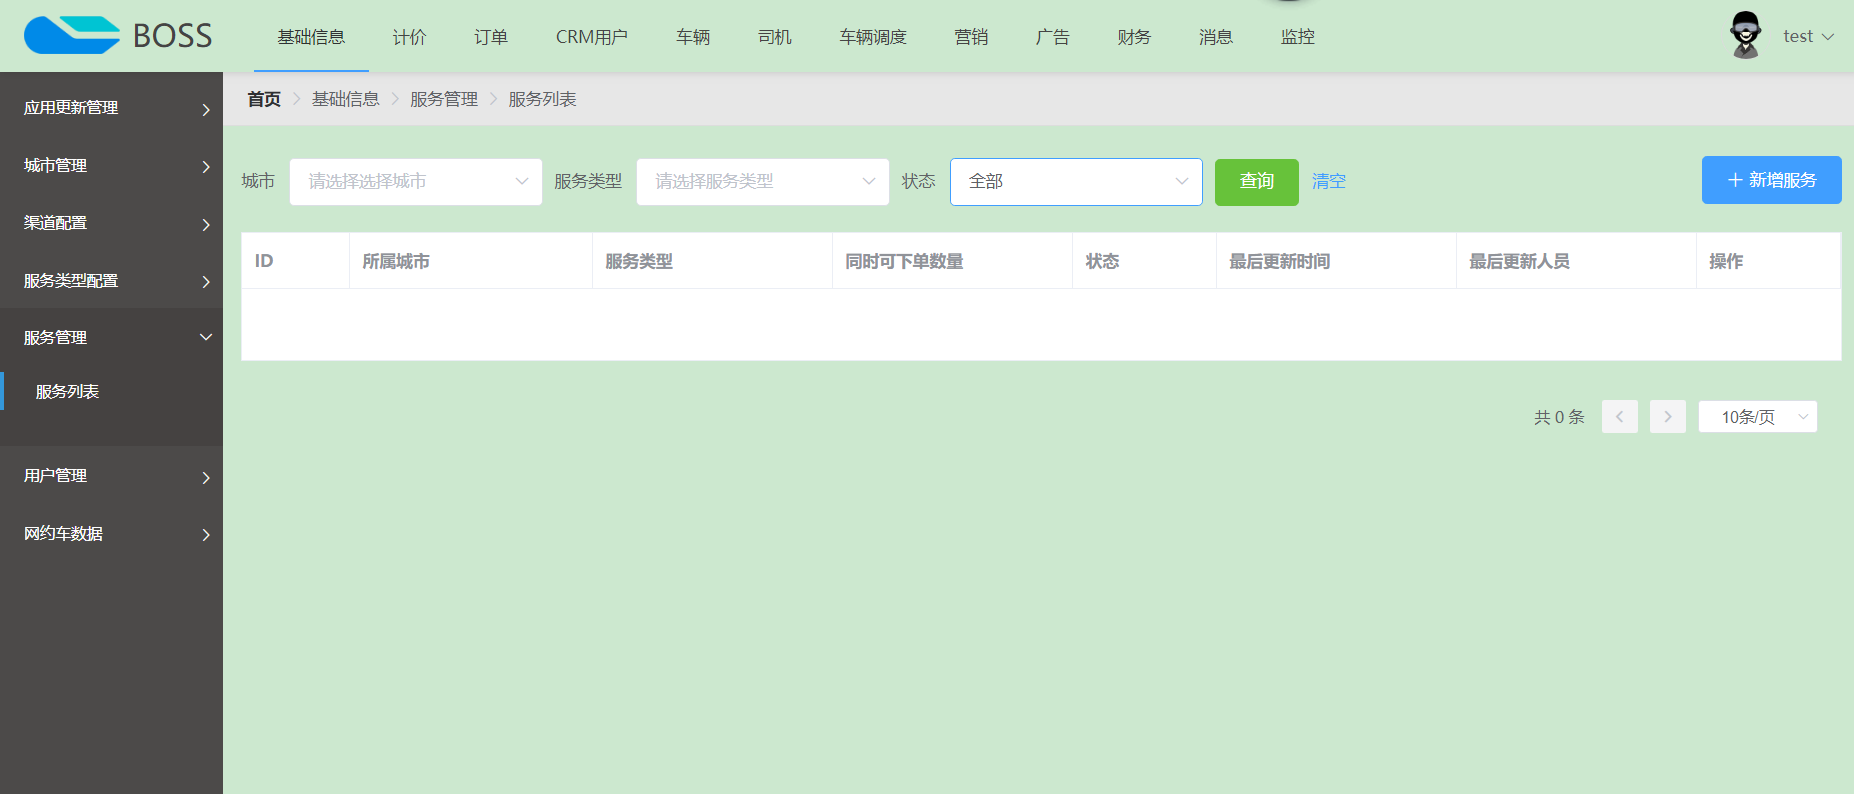 BOSS 基础信息 计价 订单 CRM用户 车辆 司机 车辆调度 营销 广告 财务 消息 监控 test
首页 基础信息 服务管理 服务列表
应用更新管理
城市管理
渠道配置
服务类型配置
服务管理
服务列表
用户管理
网约车数据
城市 请选择选择城市 服务类型 请选择服务类型 状态 全部 查询 清空 新增服务
ID 所属城市 服务类型 同时可下单数量 状态 最后更新时间 最后更新人员 操作
共 0 条 10条/页